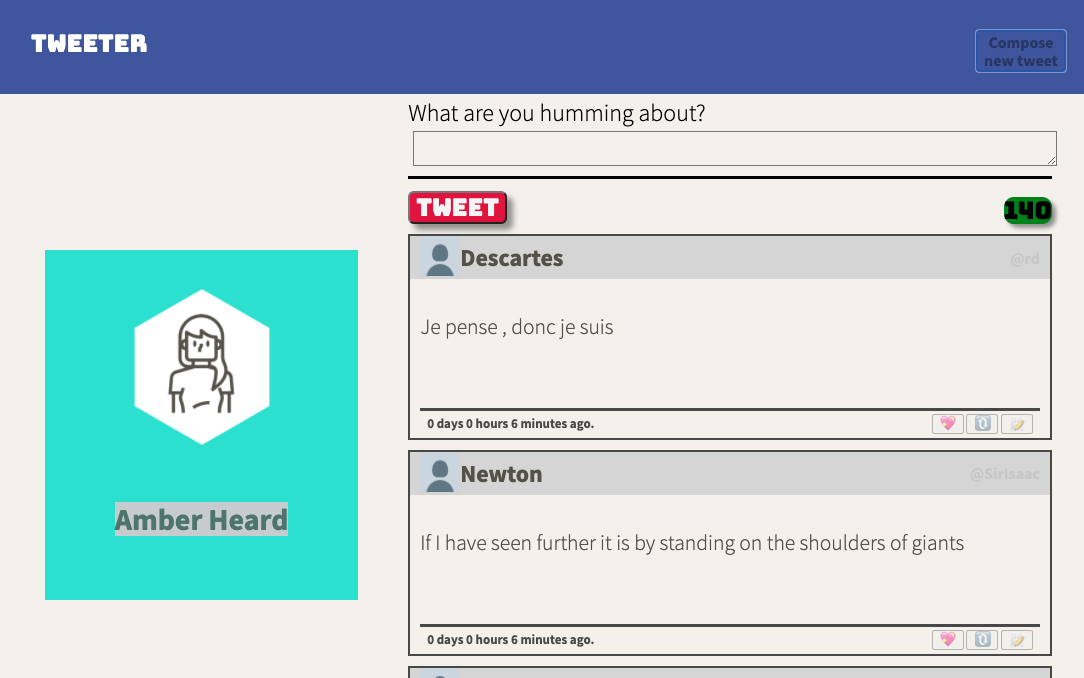 TWEETER
Compose
new tweet
What are you humming about?
TWEET
140
Amber Heard
Descartes
@rd
Je pense , donc je suis
0 days 0 hours 6 minutes ago.
Newton
@SirIsaac
If I have seen further it is by standing on the shoulders of giants
0 days 0 hours 6 minutes ago.